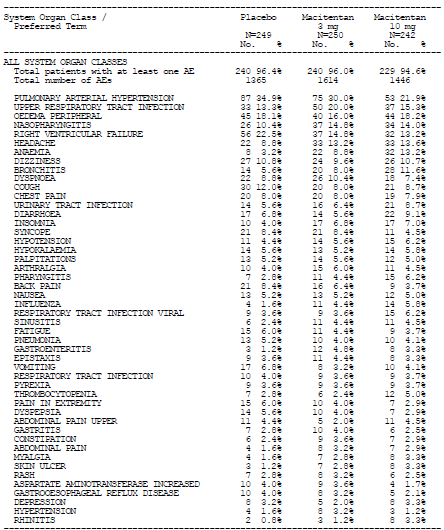 System Organ Class / Placebo Macitentan Macitentan
Preferred Term 3 mg 10 mg
N=249 N=250 N=242
No. % No. % No. %
ALL SYSTEM ORGAN CLASSES
Total patients with at least one AE 240 96.4% 240 96.0% 229 94.6%
Total number of AEs 1365 1614 1446
PULMONARY ARTERIAL HYPERTENSION 87 34.9% 75 30.0% 53 21.9%
UPPER RESPIRATORY TRACT INFECTION 33 13.3% 50 20.0% 37 15.3%
OEDEMA PERIPHERAL 45 18.1% 40 16.0% 44 18.2%
NASOPHARYNGITIS 26 10.4% 37 14.8% 34 14.0%
RIGHT VENTRICULAR FAILURE 56 22.5% 37 14.8% 32 13.2%
HEADACHE 22 8.8% 33 13.2% 33 13.6%
ANAEMIA 8 3.2% 22 8.8% 32 13.2%
DIZZINESS 27 10.8% 24 9.6% 26 10.7%
BRONCHITIS 14 5.6% 20 8.0% 28 11.6%
DYSPNOEA 22 8.8% 26 10.4% 18 7.4%
COUGH 30 12.0% 20 8.0% 21 8.7%
CHEST PAIN 20 8.0% 20 8.0% 19 7.9%
URINARY TRACT INFECTION 14 5.6% 16 6.4% 21 8.7%
DIARRHOEA 17 6.8% 14 5.6% 22 9.1%
INSOMNIA 10 4.0% 17 6.8% 17 7.0%
SYNCOPE 21 8.4% 21 8.4% 11 4.5%
HYPOTENSION 11 4.4% 14 5.6% 15 6.2%
HYPOKALAEMIA 14 5.6% 13 5.2% 14 5.8%
PALPITATIONS 13 5.2% 14 5.6% 12 5.0%
ARTHRALGIA 10 4.0% 15 6.0% 11 4.5%
PHARYNGITIS 7 2.8% 11 4.4% 15 6.2%
BACK PAIN 21 8.4% 16 6.4% 9 3.7%
NAUSEA 13 5.2% 13 5.2% 12 5.0%
INFLUENZA 4 1.6% 11 4.4% 14 5.8%
RESPIRATORY TRACT INFECTION VIRAL 9 3.6% 9 3.6% 15 6.2%
SINUSITIS 6 2.4% 11 4.4% 11 4.5%
FATIGUE 15 6.0% 11 4.4% 9 3.7%
PNEUMONIA 13 5.2% 10 4.0% 10 4.1%
GASTROENTERITIS 3 1.2% 12 4.8% 8 3.3%
EPISTAXIS 9 3.6% 11 4.4% 8 3.3%
VOMITING 17 6.8% 8 3.2% 10 4.1%
RESPIRATORY TRACT INFECTION 10 4.0% 9 3.6% 9 3.7%
PYREXIA 9 3.6% 9 3.6% 9 3.7%
THROMBOCYTOPENIA 7 2.8% 6 2.4% 12 5.0%
PAIN IN EXTREMITY 15 6.0% 10 4.0% 7 2.9%
DYSPEPSIA 14 5.6% 10 4.0% 7 2.9%
ABDOMINAL PAIN UPPER 11 4.4% 5 2.0% 11 4.5%
GASTRITIS 7 2.8% 10 4.0% 6 2.5%
CONSTIPATION 6 2.4% 9 3.6% 7 2.9%
ABDOMINAL PAIN 4 1.6% 8 3.2% 7 2.9%
MYALGIA 4 1.6% 7 2.8% 8 3.3%
SKIN ULCER 3 1.2% 7 2.8% 8 3.3%
RASH 7 2.8% 8 3.2% 6 2.5%
ASPARTATE AMINOTRANSFERASE INCREASED 10 4.0% 9 3.6% 4 1.7%
GASTROOESOPHAGEAL REFLUX DISEASE 10 4.0% 8 3.2% 5 2.1%
DEPRESSION 8 3.2% 5 2.0% 8 3.3%
HYPERTENSION 4 1.6% 8 3.2% 3 1.2%
RHINITIS 2 0.8% 3 1.2% 8 3.3%